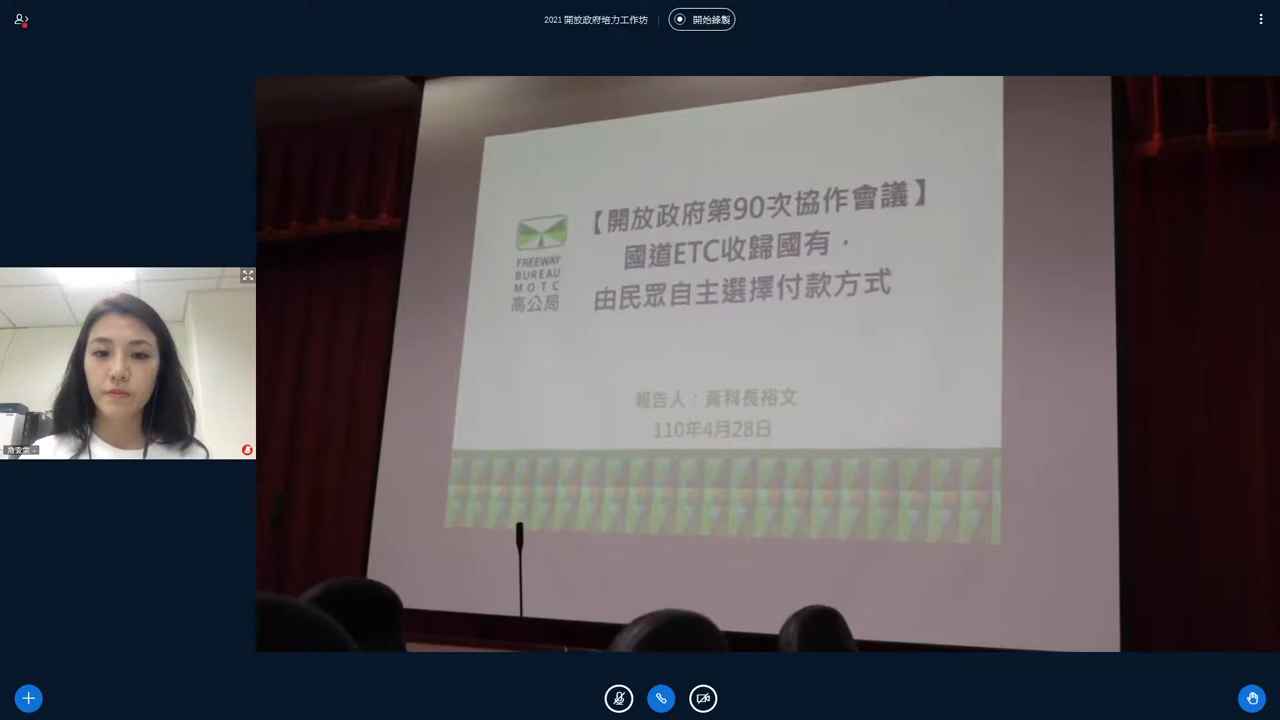 2021 開放政府培力工作坊
開始錄製
【開放政府第90次協作會議】
國道ETC收歸國有，
由民眾自主選擇付款方式
FREEWAY
BUREAU
MOTC
高公局
報告人：黃科長裕文
110年4月28日